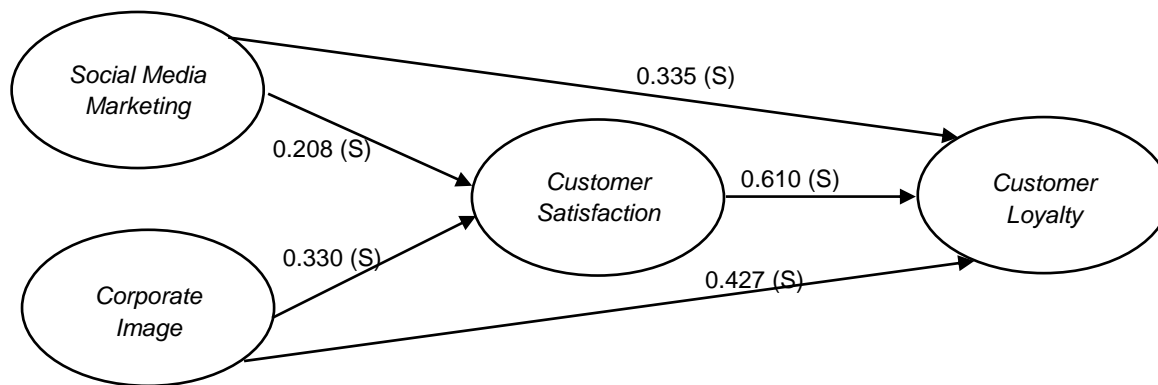 Social Media
Marketing
0.335 (S)
0.208 (S)
Customer
Satisfaction
0.610 (S)
Customer
Loyalty
0.330 (S)
0.427 (S)
Corporate
Image